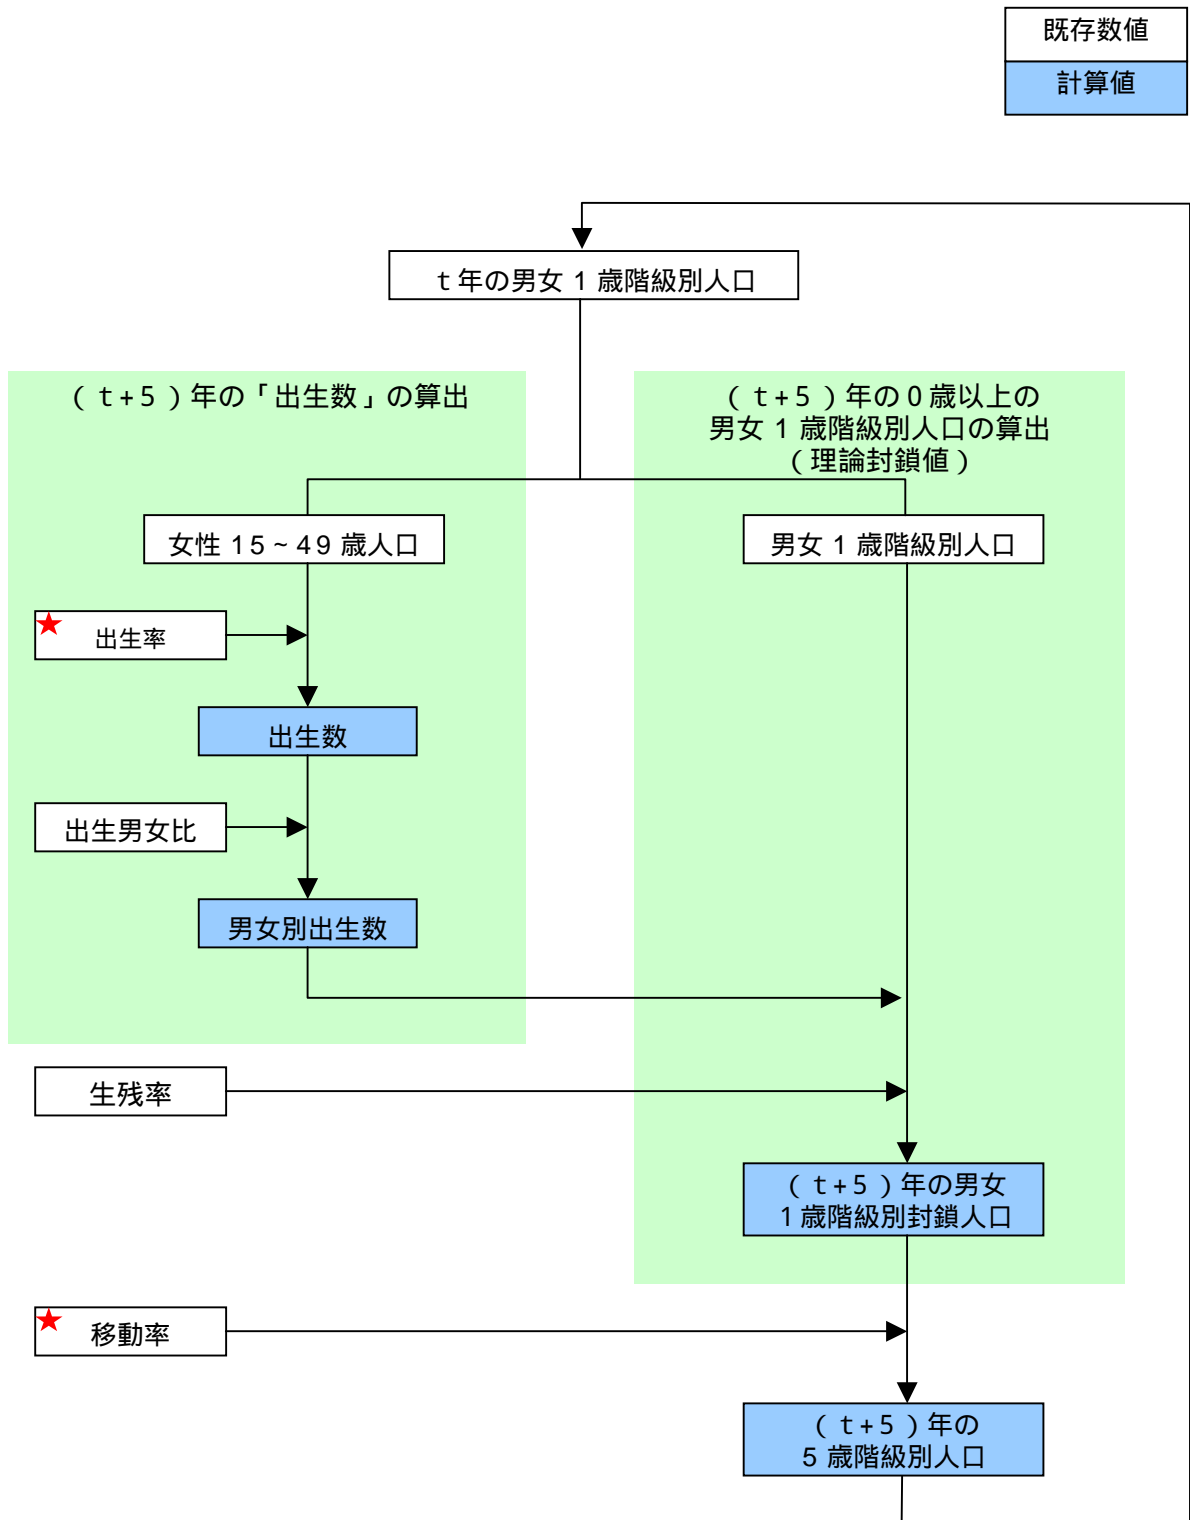 既存数値
計算値
t 年の男女 1 歳階級別人口
（ t+5 ）年の「出生数」の算出
（ t+5 ）年の 0 歳以上の
男女 1 歳階級別人口の算出
（理論封鎖値）
女性 15~49 歳人口
男女 1 歳階級別人口
★
出生率
出生数
出生男女比
男女別出生数
生残率
（ t+5 ）年の男女
1 歳階級別封鎖人口
★
移動率
（ t+5 ）年の
5 歳階級別人口